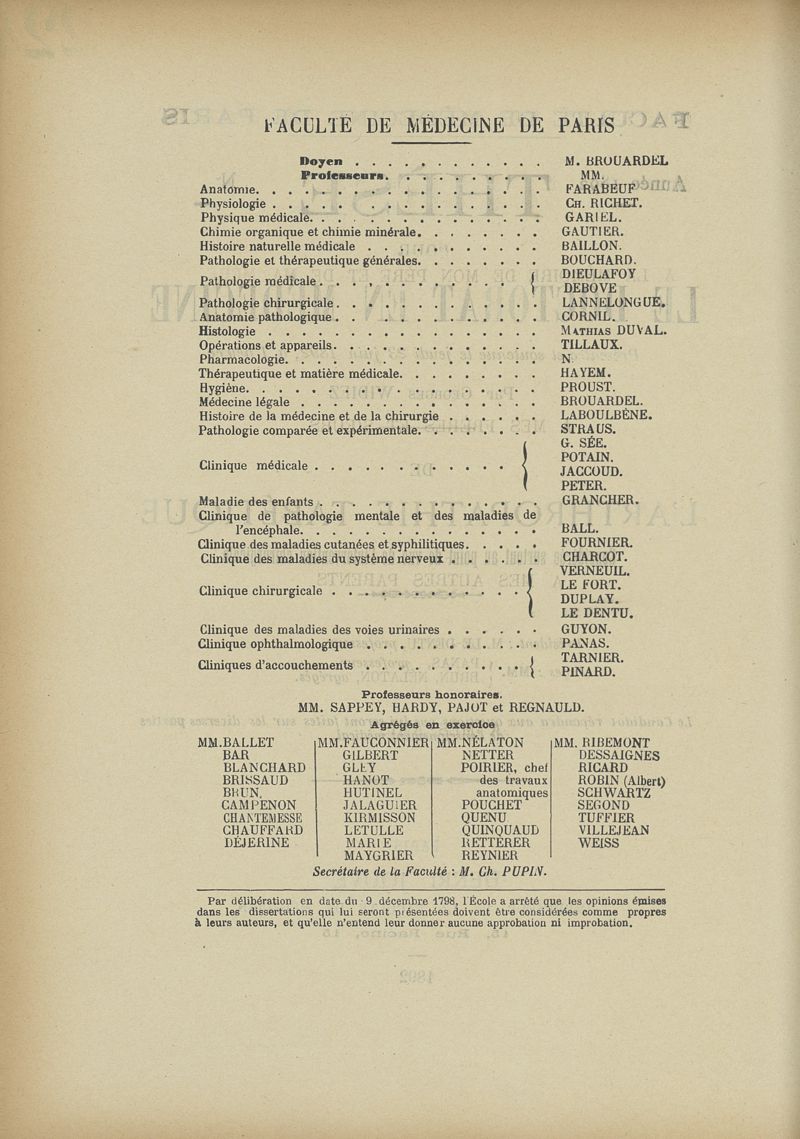 FACULTÉ DE MÉDECINE DE PARIS
Doyen . . . . . . . . . . . . M. BROUARDEL
Professeurs. . . . . . . . . . MM.
Anatomie. . . . . . . . . . . . . . . . . . FARABEUF
Physiologie . . . . . . . . . . . . . . . . CH. RICHET.
Physique médicale. . . . . . . . . . . . . . GARIEL.
Chimie organique et chimie minérale. . . . . . . . GAUTIER.
Histoire naturelle médicale . . . . . . . . . . . BAILLON.
Pathologie et thérapeutique générales. . . . . . . . BOUCHARD.
Pathologie médicale . . . . . . . . . . . . { DIEULAFOY
DEBOVE
Pathologie chirurgicale . . . . . . . . . . . . . LANNELONGUE.
Anatomie pathologique . . . . . . . . . . . . . CORNIL.
Histologie . . . . . . . . . . . . . . . . . MATHIAS DUVAL.
Opérations et appareils. . . . . . . . . . . . . TILLAUX.
Pharmacologie. . . . . . . . . . . . . . . . N
Thérapeutique et matière médicale. . . . . . . . . HAYEM.
Hygiène. . . . . . . . . . . . . . . . . . PROUST.
Médecine légale . . . . . . . . . . . . . . . BROUARDEL.
Histoire de la médecine et de la chirurgie . . . . . . LABOULBÈNE.
Pathologie comparée et expérimentale. . . . . . . . STRAUS.
Clinique médicale . . . . . . . . . . . . { G. SÉE.
POTAIN.
JACCOUD.
PETER.
Maladie des enfants . . . . . . . . . . . . . . GRANCHER.
Clinique de pathologie mentale et des maladies de
l'encéphale. . . . . . . . . . . . . . . BALL.
Clinique des maladies cutanées et syphilitiques. . . . . FOURNIER.
Clinique des maladies du système nerveux . . . . . . CHARCOT.
Clinique chirurgicale . . . . . . . . . . . . { VERNEUIL.
LE FORT.
DUPLAY.
LE DENTU.
Clinique des maladies des voies urinaires . . . . . . GUYON.
Clinique ophthalmologique . . . . . . . . . . . PANAS.
Cliniques d'accouchements . . . . . . . . . . { TARNIER.
PINARD.
Professeurs honoraires.
MM. SAPPEY, HARDY, PAJOT et REGNAULD.
Agrégés en exercice
MM. BALLET
BAR
BLANCHARD
BRISSAUD
BRUN.
CAMPENON
CHANTEMESSE
CHAUFFARD
DÉJERINE
MM. FAUCONNIER
GILBERT
GLEY
HANOT
HUTINEL
JALAGUIER
KIRMISSON
LETULLE
MARIE
MAYGRIER
MM. NÉLATON
NETTER
POIRIER, chef
des travaux
anatomiques
POUCHET
QUENU
QUINQUAUD
RETTERER
REYNIER
MM. RIBEMONT
DESSAIGNES
RICARD
ROBIN (Albert)
SCHWARTZ
SEGOND
TUFFIER
VILLEJEAN
WEISS
Secrétaire de la Faculté : M. Ch. PUPIN.
Par délibération en date du 9 décembre 1798, l'École a arrêté que les opinions émises
dans les dissertations qui lui seront présentées doivent être considérées comme propres
à leurs auteurs, et qu'elle n'entend leur donner aucune approbation ni improbation.